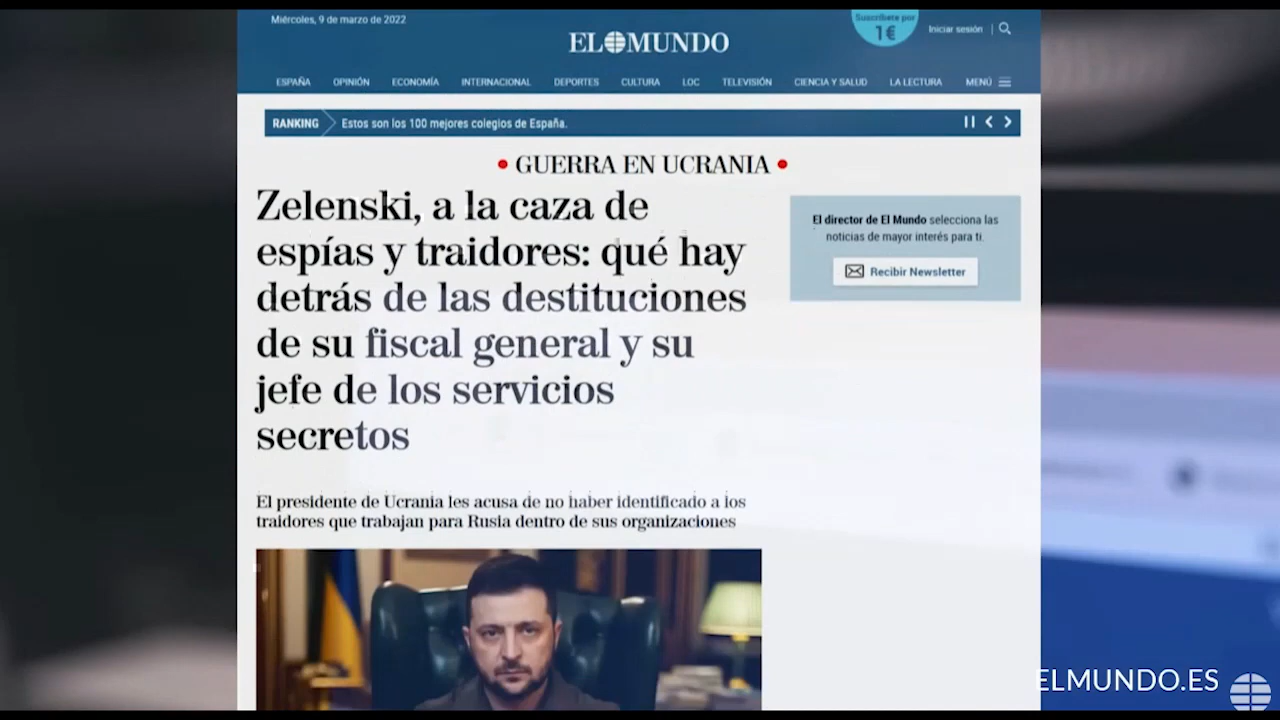 Miércoles, 9 de marzo de 2022
Suscríbete por
1€
Iniciar sesión
EL MUNDO
ESPAÑA OPINIÓN ECONOMÍA INTERNACIONAL DEPORTES CULTURA LOC TELEVISIÓN CIENCIA Y SALUD LA LECTURA MENÚ
RANKING Estos son los 100 mejores colegios de España.
• GUERRA EN UCRANIA •
Zelenski, a la caza de
espías y traidores: qué hay
detrás de las destituciones
de su fiscal general y su
jefe de los servicios
secretos
El presidente de Ucrania les acusa de no haber identificado a los
traidores que trabajan para Rusia dentro de sus organizaciones
El director de El Mundo selecciona las
noticias de mayor interés para ti.
Recibir Newsletter
ELMUNDO.ES